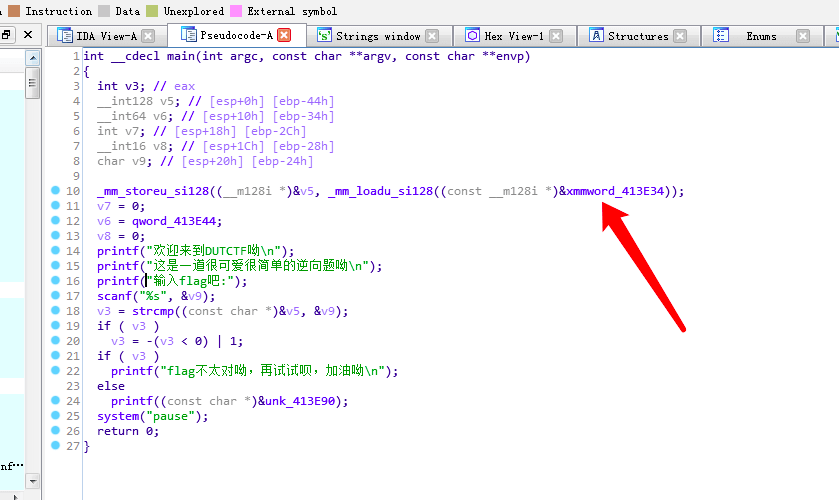 Instruction Data Unexplored External symbol
IDA View-A Pseudocode-A Strings window Hex View-1 Structures Enums
1 int __cdecl main(int argc, const char **argv, const char **envp)
2 {
3 int v3; // eax
4 __int128 v5; // [esp+0h] [ebp-44h]
5 __int64 v6; // [esp+10h] [ebp-34h]
6 int v7; // [esp+18h] [ebp-2Ch]
7 __int16 v8; // [esp+1Ch] [ebp-28h]
8 char v9; // [esp+20h] [ebp-24h]
9
10 _mm_storeu_si128((__m128i *)&v5, _mm_loadu_si128((const __m128i *)&xmmword_413E34));
11 v7 = 0;
12 v6 = qword_413E44;
13 v8 = 0;
14 printf("欢迎来到DUTCTF呦\n");
15 printf("这是一道很可爱很简单的逆向题呦\n");
16 printf("输入flag吧:");
17 scanf("%s", &v9);
18 v3 = strcmp((const char *)&v5, &v9);
19 if ( v3 )
20 v3 = -(v3 < 0) | 1;
21 if ( v3 )
22 printf("flag不太对呦，再试试呗，加油呦\n");
23 else
24 printf((const char *)&unk_413E90);
25 system("pause");
26 return 0;
27 }
nf…